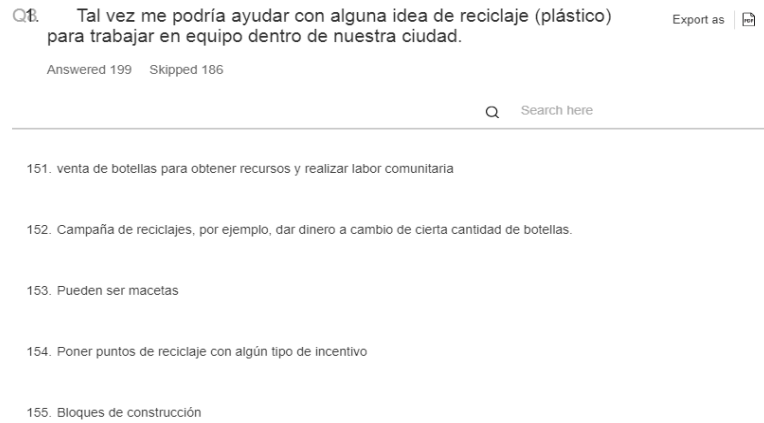 1. Tal vez me podría ayudar con alguna idea de reciclaje (plástico)
para trabajar en equipo dentro de nuestra ciudad.
Export as
PDF
Answered 199 Skipped 186
Search here
151. venta de botellas para obtener recursos y realizar labor comunitaria
152. Campaña de reciclajes, por ejemplo, dar dinero a cambio de cierta cantidad de botellas.
153. Pueden ser macetas
154. Poner puntos de reciclaje con algún tipo de incentivo
155. Bloques de construcción